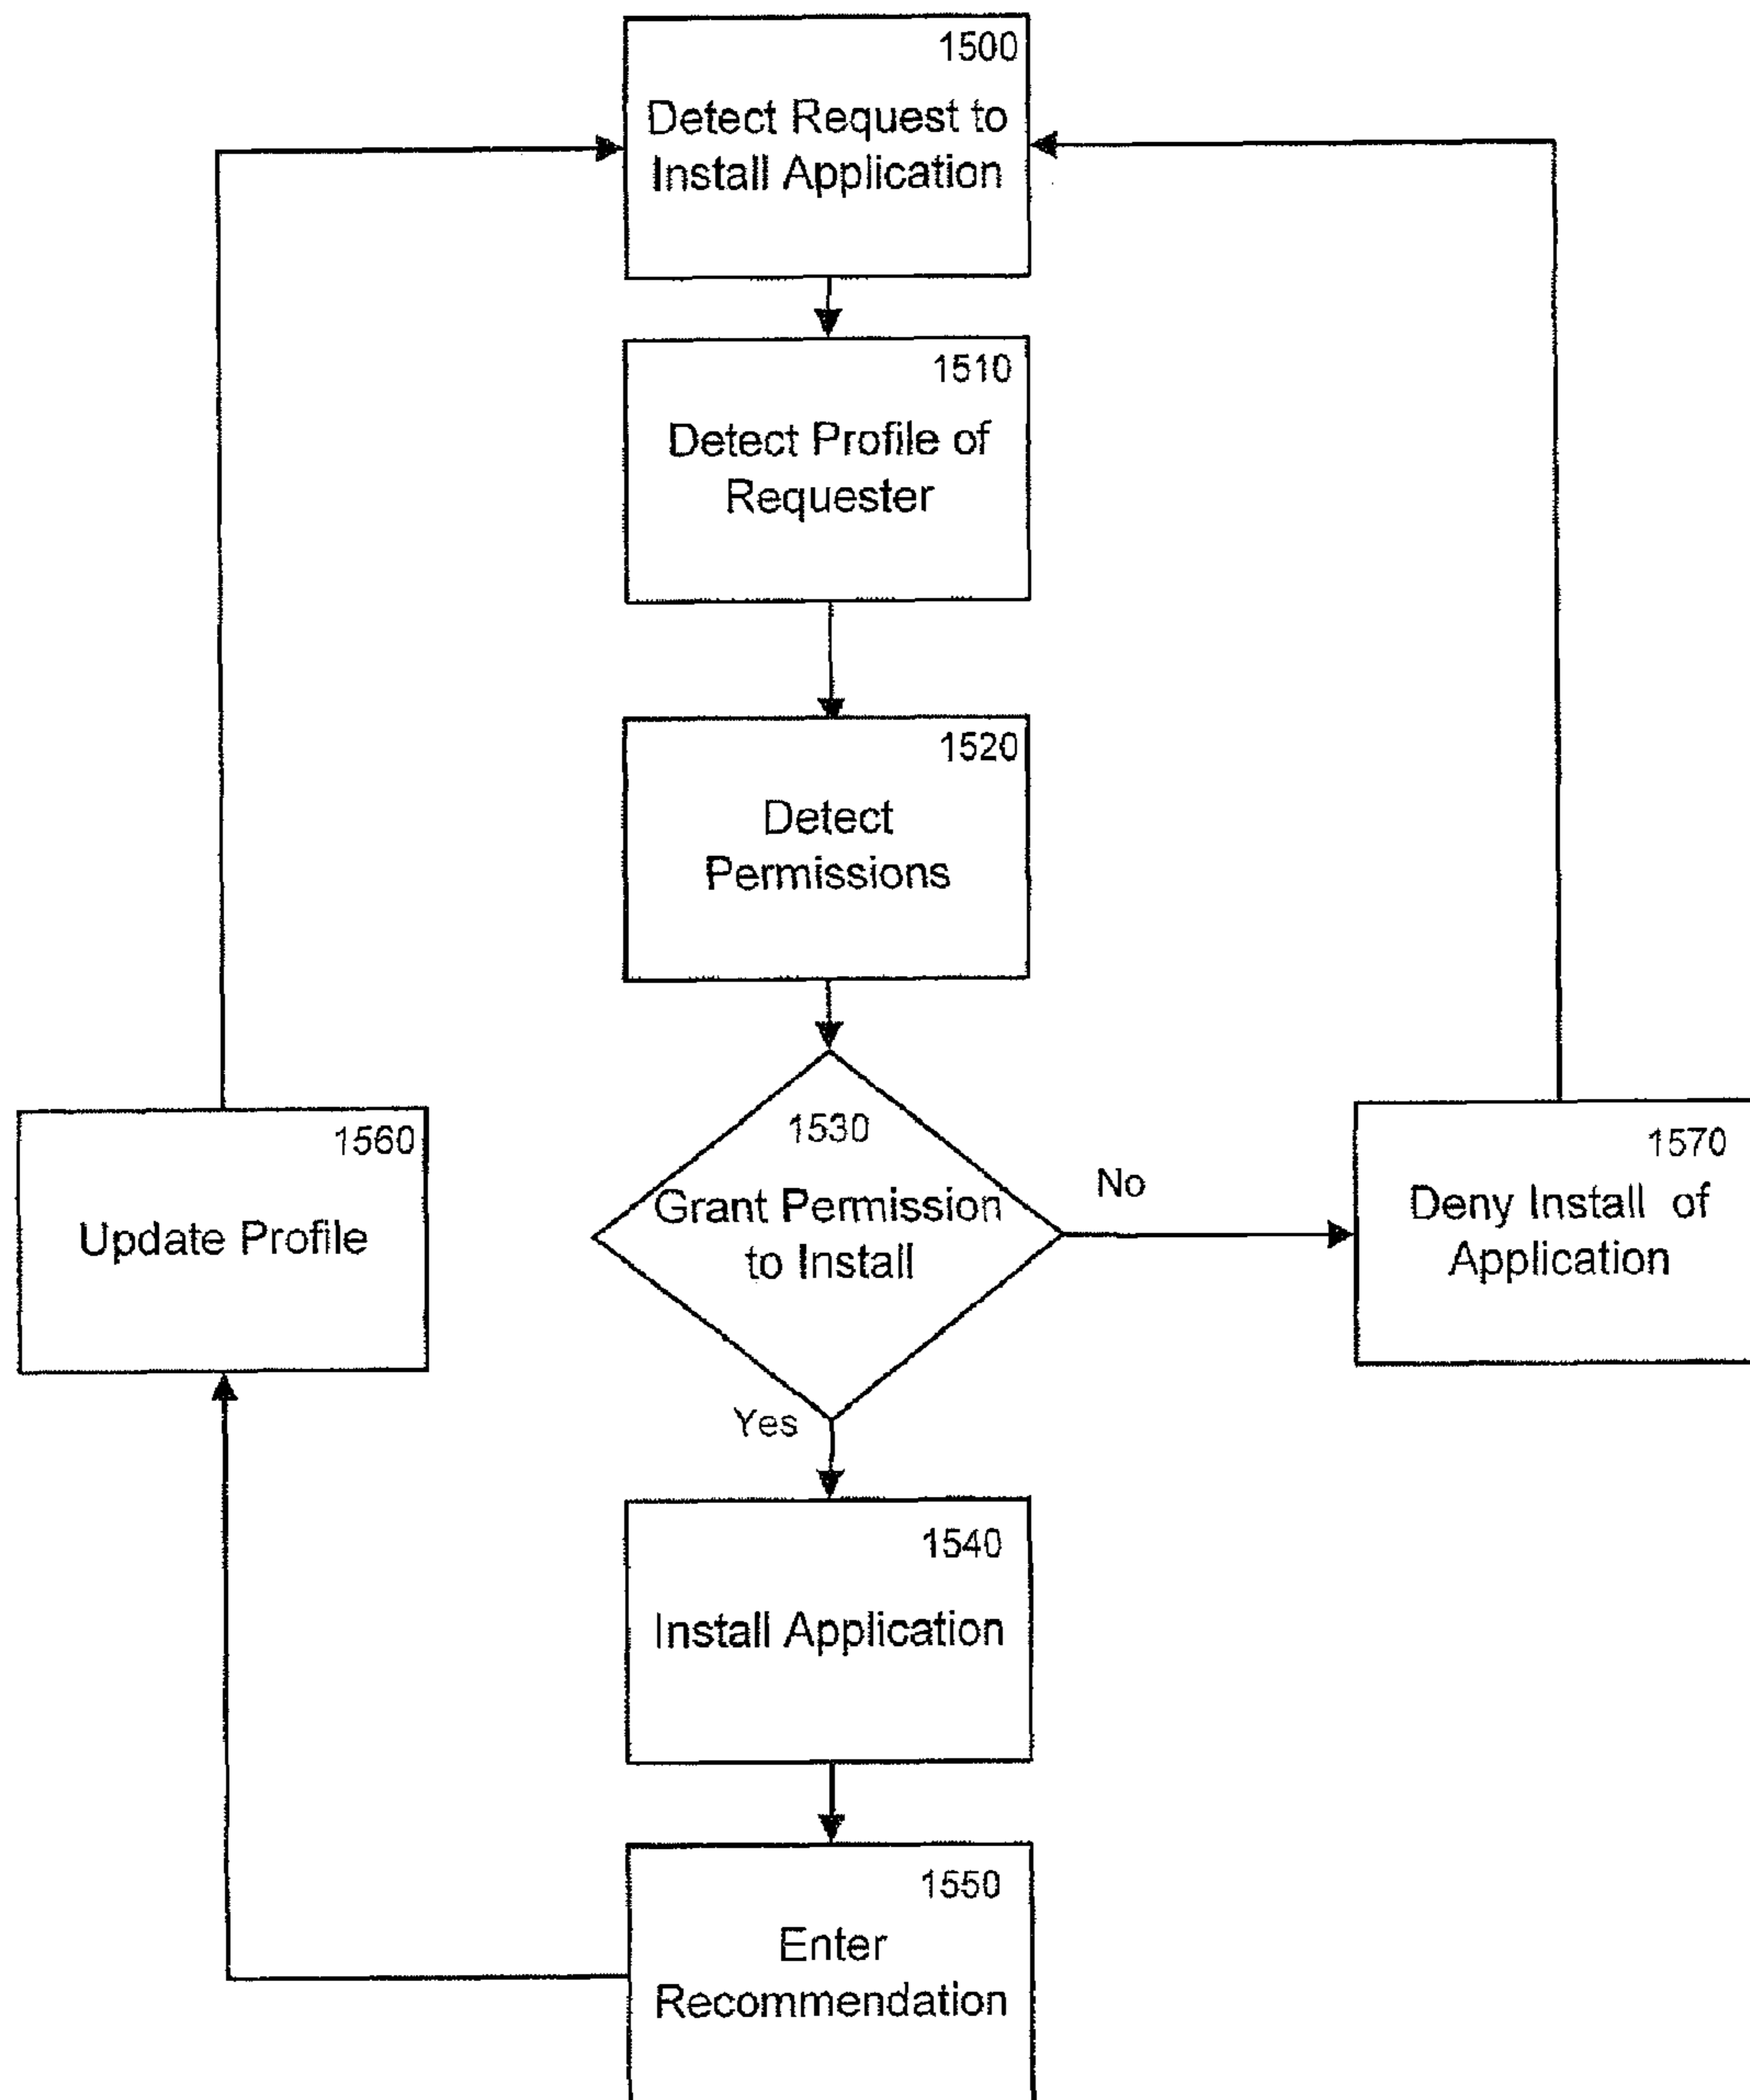 1500
Detect Request to
Install Application
1510
Detect Profile of
Requester
1520
Detect
Permissions
1530
Grant Permission
to Install
No
Yes
1560
Update Profile
1570
Deny Install of
Application
1540
Install Application
1550
Enter
Recommendation